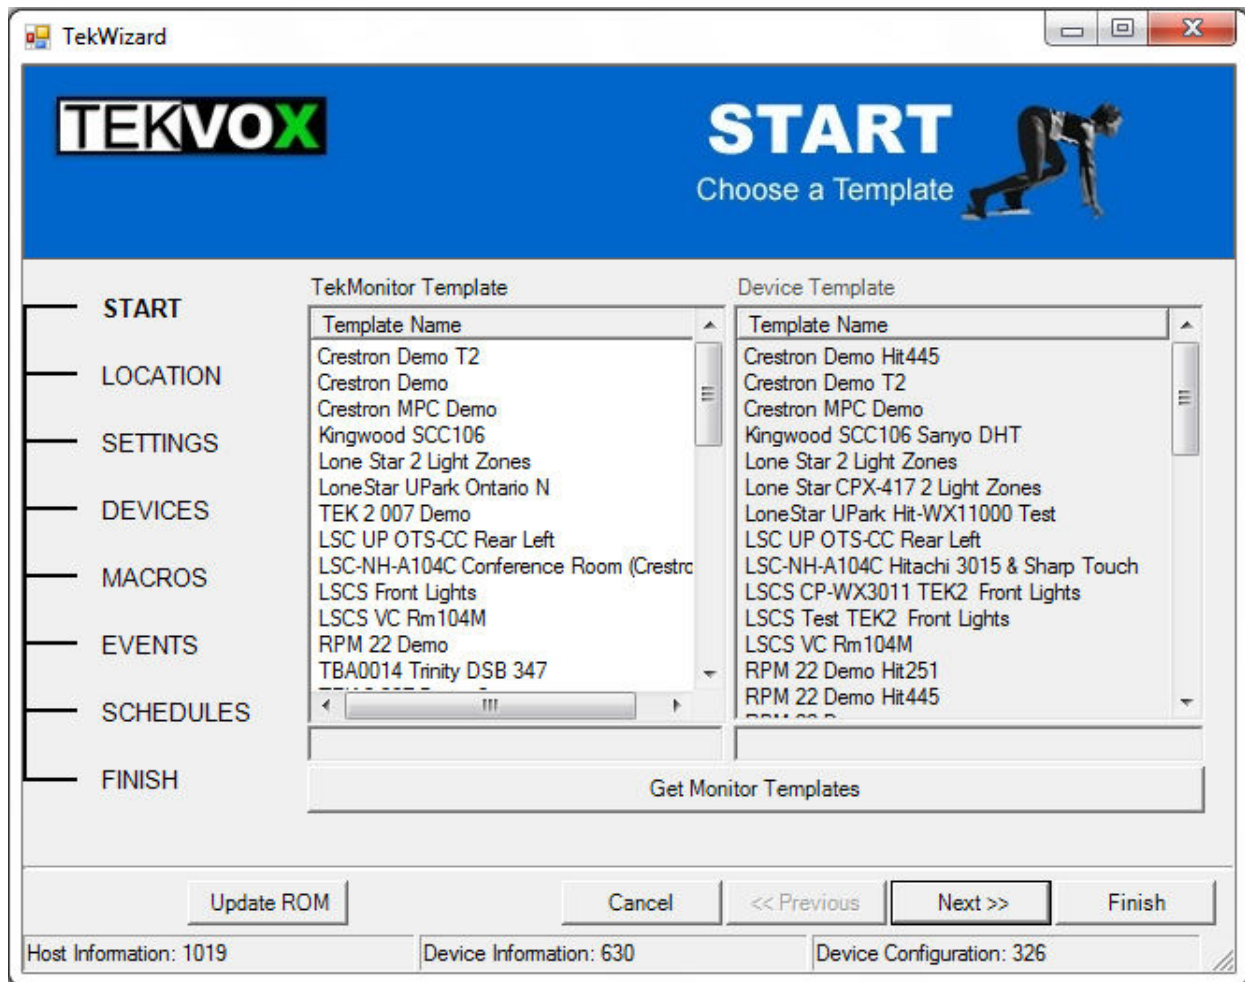 TekWizard
TEKVOX
START
Choose a Template
START
LOCATION
SETTINGS
DEVICES
MACROS
EVENTS
SCHEDULES
FINISH
TekMonitor Template
Template Name
Crestron Demo T2
Crestron Demo
Crestron MPC Demo
Kingwood SCC106
Lone Star 2 Light Zones
LoneStar UPark Ontario N
TEK 2 007 Demo
LSC UP OTS-CC Rear Left
LSC-NH-A104C Conference Room (Crestro
LSCS Front Lights
LSCS VC Rm104M
RPM 22 Demo
TBA0014 Trinity DSB 347
Device Template
Template Name
Crestron Demo Hit445
Crestron Demo T2
Crestron MPC Demo
Kingwood SCC106 Sanyo DHT
Lone Star 2 Light Zones
Lone Star CPX-417 2 Light Zones
LoneStar UPark Hit-WX11000 Test
LSC UP OTS-CC Rear Left
LSC-NH-A104C Hitachi 3015 & Sharp Touch
LSCS CP-WX3011 TEK2  Front Lights
LSCS Test TEK2  Front Lights
LSCS VC Rm104M
RPM 22 Demo Hit251
RPM 22 Demo Hit445
Get Monitor Templates
Update ROM
Cancel
<< Previous
Next >>
Finish
Host Information: 1019
Device Information: 630
Device Configuration: 326